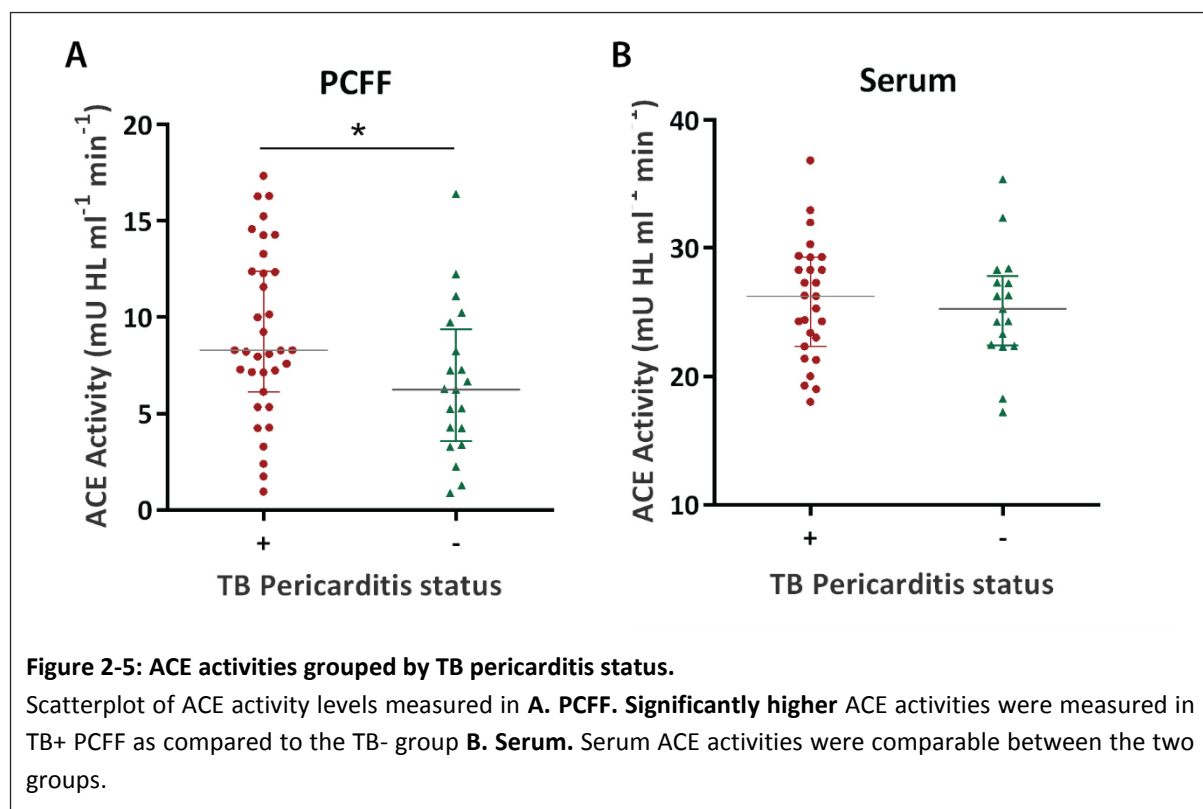 A
PCFF
ACE Activity (mU HL ml⁻¹ min⁻¹)
20
15
10
5
0
*
+
-
TB Pericarditis status
B
Serum
ACE Activity (mU HL ml min⁻¹)
40
30
20
10
+
-
TB Pericarditis status
Figure 2-5: ACE activities grouped by TB pericarditis status.
Scatterplot of ACE activity levels measured in A. PCFF. Significantly higher ACE activities were measured in
TB+ PCFF as compared to the TB- group B. Serum. Serum ACE activities were comparable between the two
groups.